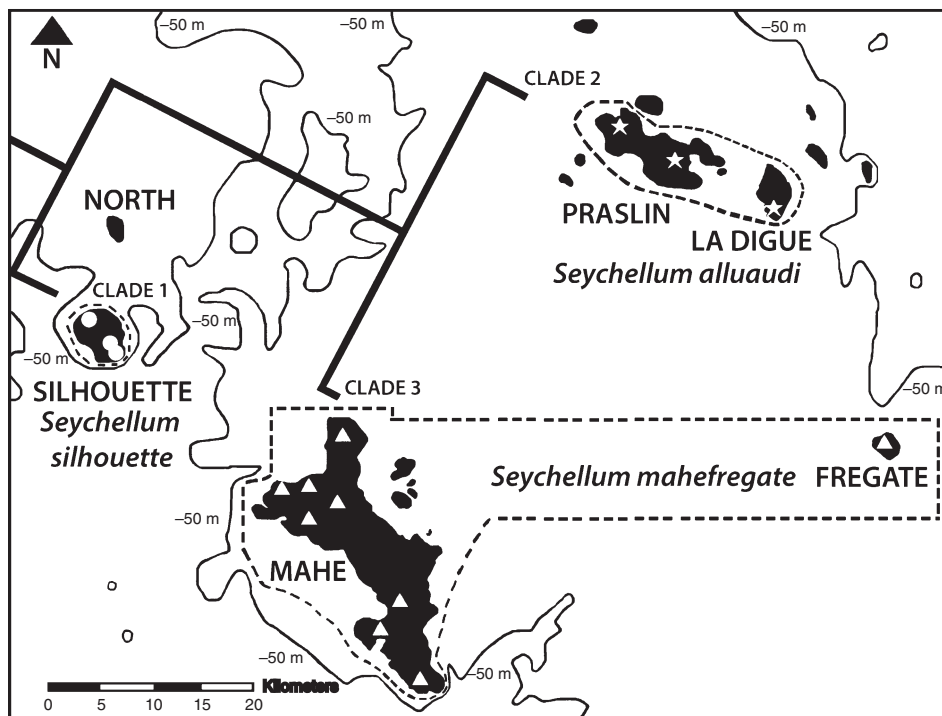 N
–50 m
–50 m
–50 m
CLADE 2
–50 m
NORTH
PRASLIN
LA DIGUE
Seychellum alluaudi
CLADE 1
–50 m
–50 m
SILHOUETTE
Seychellum
silhouette
CLADE 3
–50 m
Seychellum mahefregate
FREGATE
–50 m
MAHE
–50 m
–50 m
Kilometers
0 5 10 15 20